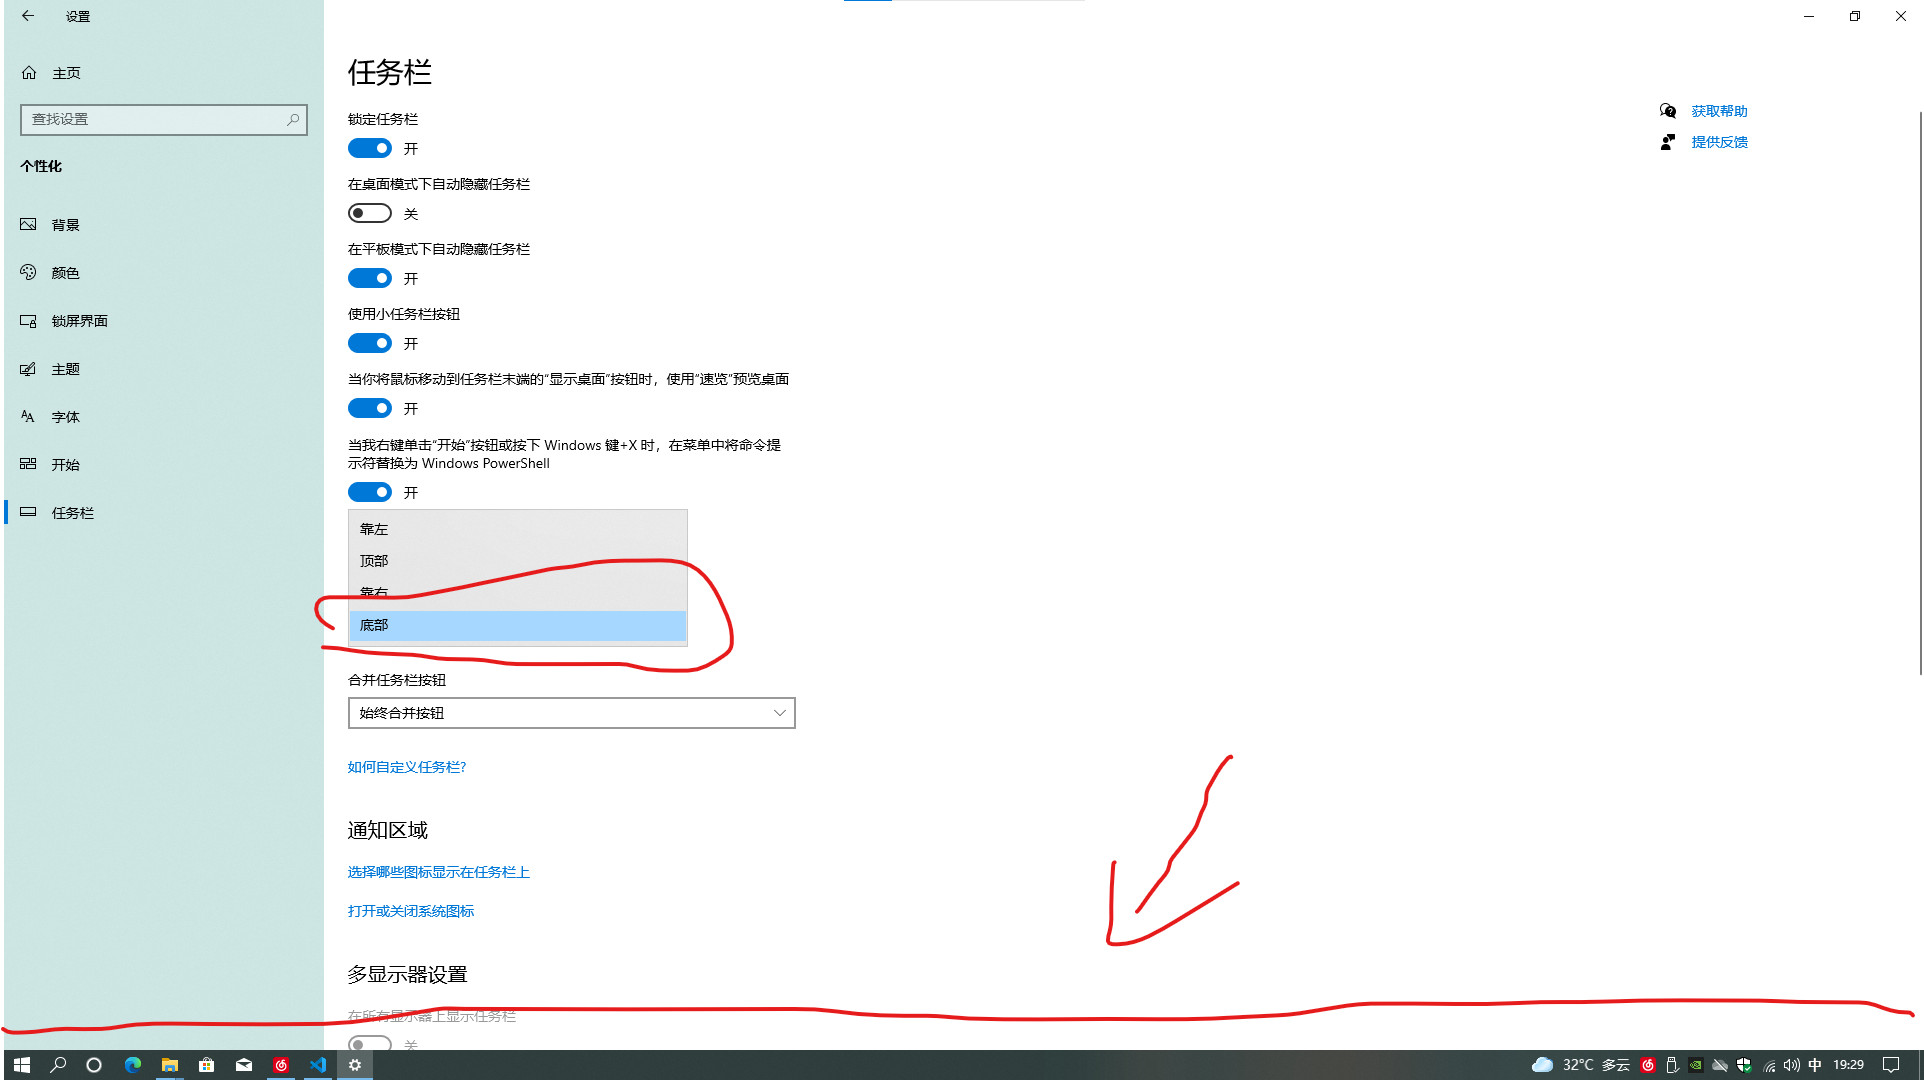 设置
主页
查找设置
个性化
背景
颜色
锁屏界面
主题
字体
开始
任务栏
任务栏
锁定任务栏
开
在桌面模式下自动隐藏任务栏
关
在平板模式下自动隐藏任务栏
开
使用小任务栏按钮
开
当你将鼠标移动到任务栏末端的"显示桌面"按钮时，使用"速览"预览桌面
开
当我右键单击"开始"按钮或按下 Windows 键+X 时，在菜单中将命令提
示符替换为 Windows PowerShell
开
靠左
顶部
靠右
底部
合并任务栏按钮
始终合并按钮
如何自定义任务栏?
通知区域
选择哪些图标显示在任务栏上
打开或关闭系统图标
多显示器设置
在所有显示器上显示任务栏
关
获取帮助
提供反馈
32°C 多云
中
19:29